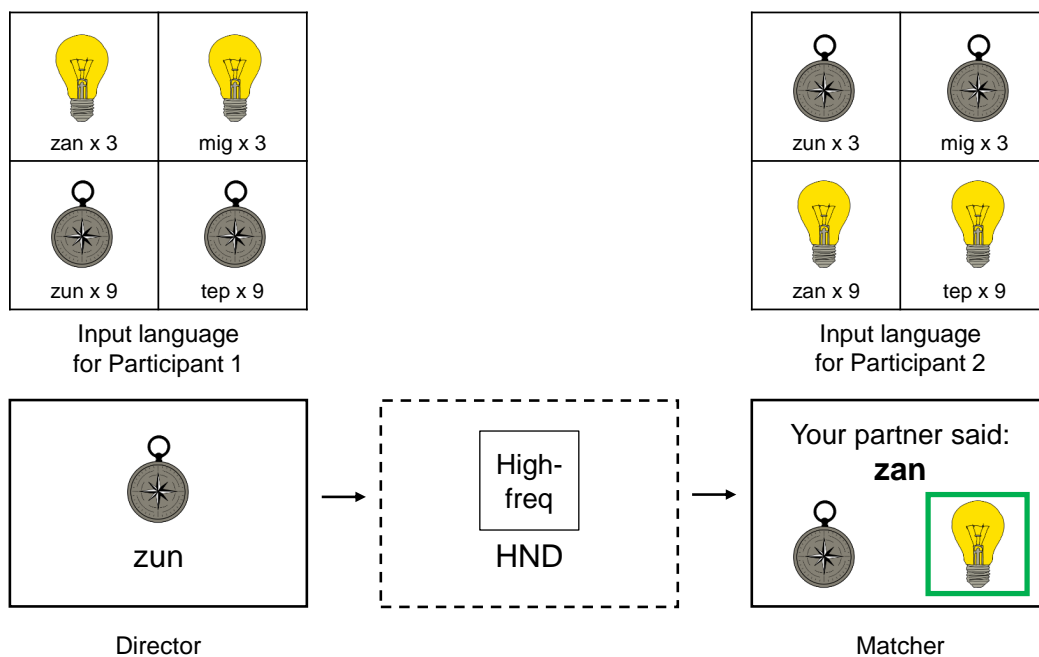 zan x 3
mig x 3
zun x 9
tep x 9
Input language
for Participant 1
zun x 3
mig x 3
zan x 9
tep x 9
Input language
for Participant 2
zun
Director
High-
freq
HND
Your partner said:
zan
Matcher